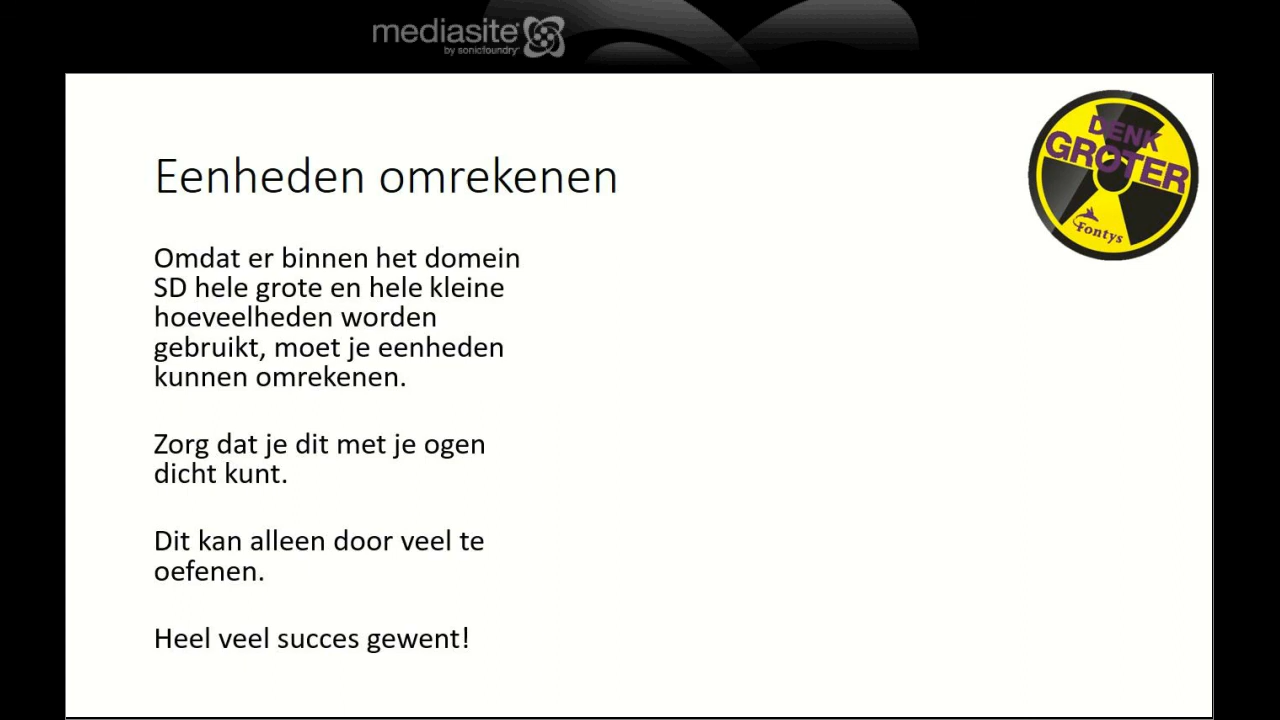 mediasite
by sonicfoundry
DENK
GROTER
Fontys
Eenheden omrekenen
Omdat er binnen het domein
SD hele grote en hele kleine
hoeveelheden worden
gebruikt, moet je eenheden
kunnen omrekenen.
Zorg dat je dit met je ogen
dicht kunt.
Dit kan alleen door veel te
oefenen.
Heel veel succes gewent!